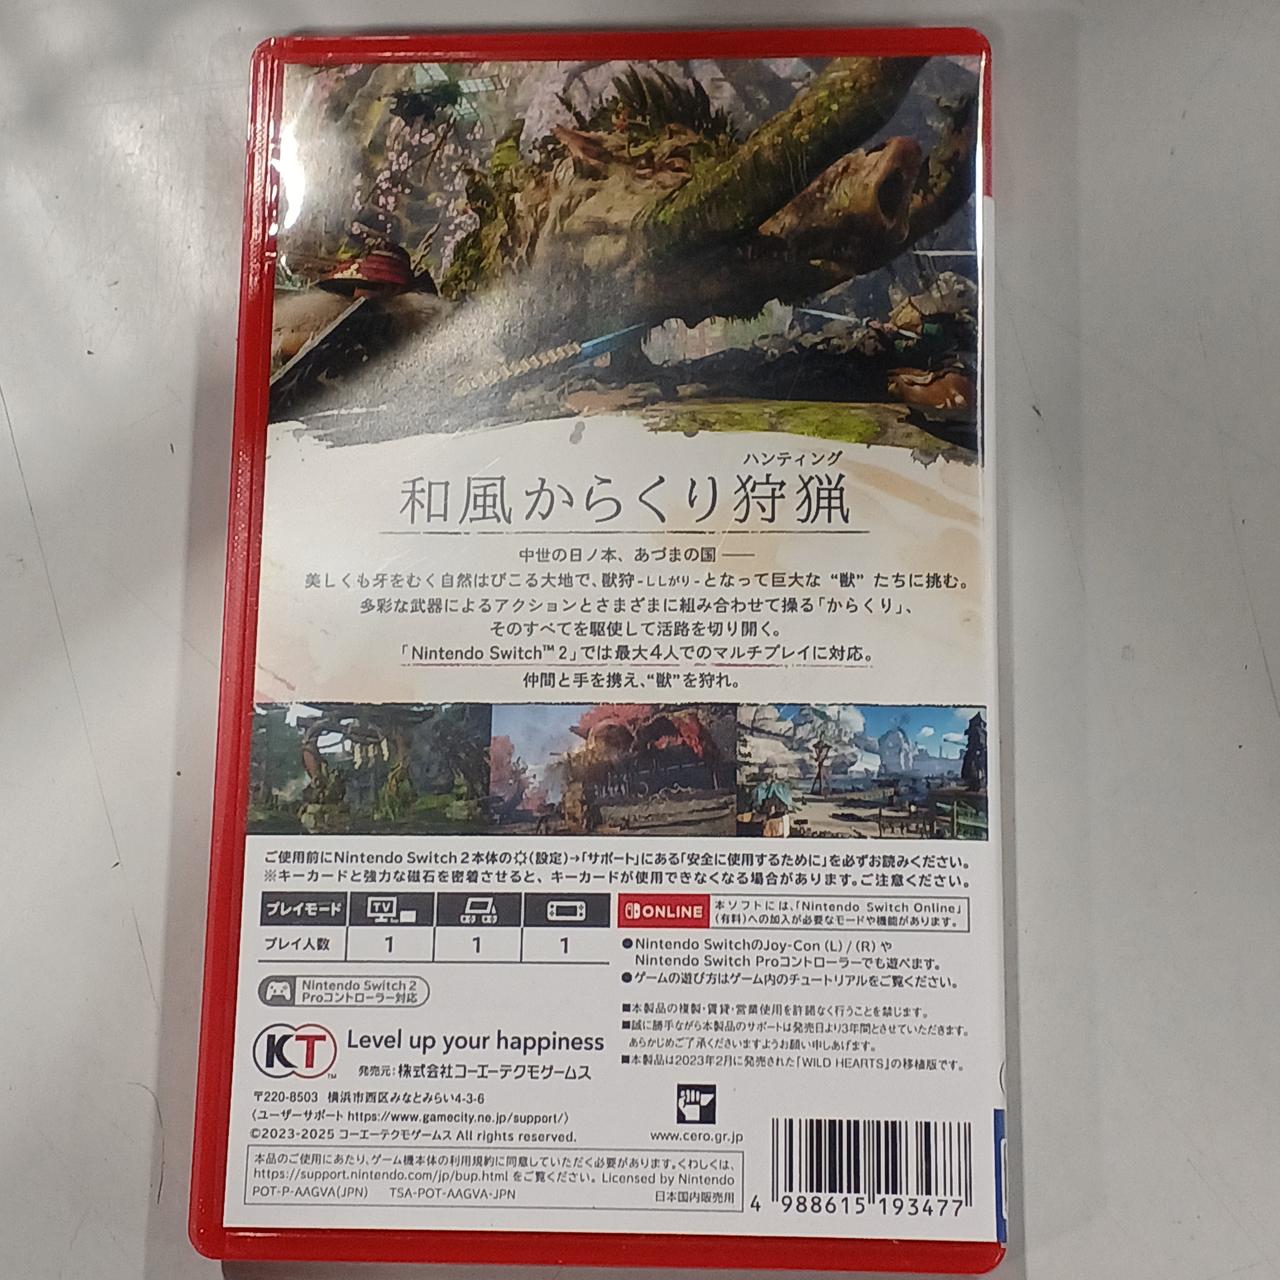 ハンティング
和風からくり狩猟
中世の日ノ本、あづまの国 ――
美しくも牙をむく自然はびこる大地で、獣狩-ししがり-となって巨大な “獣” たちに挑む。
多彩な武器によるアクションとさまざまに組み合わせて操る「からくり」、
そのすべてを駆使して活路を切り開く。
「Nintendo Switch™ 2」では最大4人でのマルチプレイに対応。
仲間と手を携え、“獣”を狩れ。
ご使用前にNintendo Switch 2本体の(設定)→「サポート」にある「安全に使用するために」を必ずお読みください。
※キーカードと強力な磁石を密着させると、キーカードが使用できなくなる場合があります。ご注意ください。
プレイモード TV
プレイ人数 1 1 1
ONLINE 本ソフトには、「Nintendo Switch Online」
(有料)への加入が必要なモードや機能があります。
●Nintendo SwitchのJoy-Con (L) / (R) や
Nintendo Switch Proコントローラーでも遊べます。
●ゲームの遊び方はゲーム内のチュートリアルをご覧ください。
Nintendo Switch 2
Proコントローラー対応
■本製品の複製・賃貸・営業使用を許諾なく行うことを禁じます。
■誠に勝手ながら本製品のサポートは発売日より3年間とさせていただきます。
あらかじめご了承くださいますようお願い申しあげます。
■本製品は2023年2月に発売された「WILD HEARTS」の移植版です。
KT™ Level up your happiness
発売元：株式会社コーエーテクモゲームス
〒220-8503 横浜市西区みなとみらい4-3-6
〈ユーザーサポート https://www.gamecity.ne.jp/support/〉
©2023-2025 コーエーテクモゲームス All rights reserved.
www.cero.gr.jp
本品のご使用にあたり、ゲーム機本体の利用規約に同意していただく必要があります。くわしくは、
https://support.nintendo.com/jp/bup.html をご覧ください。 Licensed by Nintendo
POT-P-AAGVA(JPN) TSA-POT-AAGVA-JPN 日本国内販売用
4 988615 193477